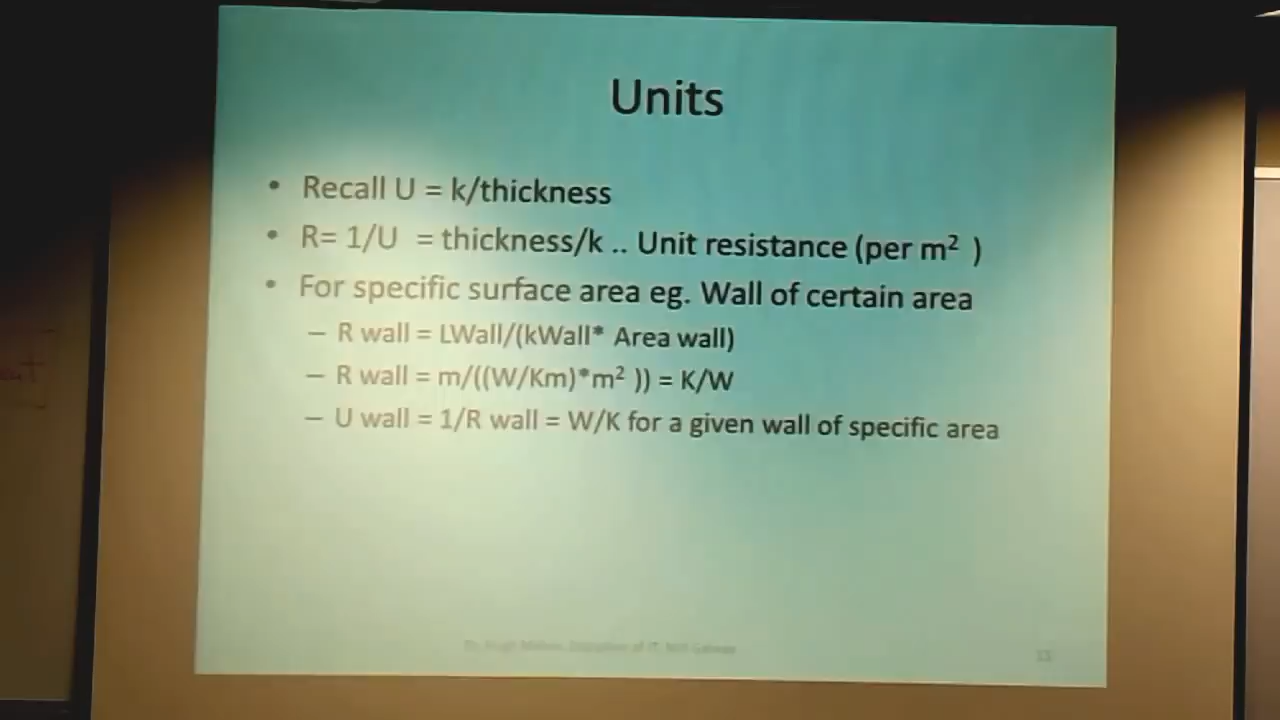 Units
• Recall U = k/thickness
• R= 1/U = thickness/k .. Unit resistance (per m² )
• For specific surface area eg. Wall of certain area
– R wall = LWall/(kWall* Area wall)
– R wall = m/((W/Km)*m² )) = K/W
– U wall = 1/R wall = W/K for a given wall of specific area